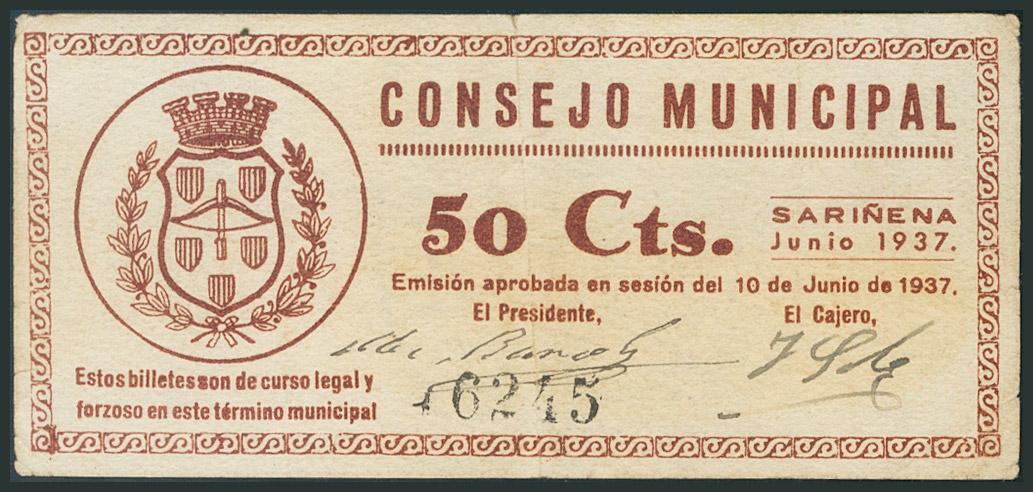 CONSEJO MUNICIPAL
50 Cts.
SARIÑENA
Junio 1937.
Emisión aprobada en sesión del 10 de Junio de 1937.
El Presidente,
El Cajero,
6245
Estos billetes son de curso legal y
forzoso en este término municipal